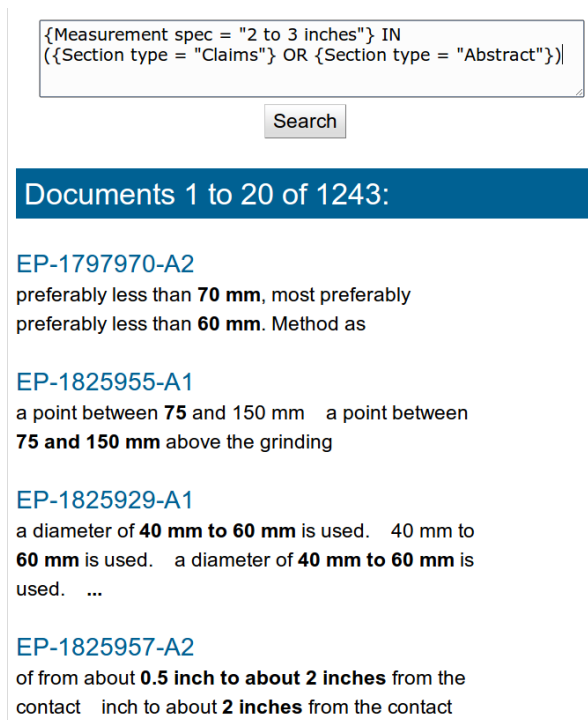 {Measurement spec = "2 to 3 inches"} IN
({Section type = "Claims"} OR {Section type = "Abstract"})
Search
Documents 1 to 20 of 1243:
EP-1797970-A2
preferably less than 70 mm, most preferably
preferably less than 60 mm. Method as
EP-1825955-A1
a point between 75 and 150 mm a point between
75 and 150 mm above the grinding
EP-1825929-A1
a diameter of 40 mm to 60 mm is used. 40 mm to
60 mm is used. a diameter of 40 mm to 60 mm is
used. ...
EP-1825957-A2
of from about 0.5 inch to about 2 inches from the
contact inch to about 2 inches from the contact